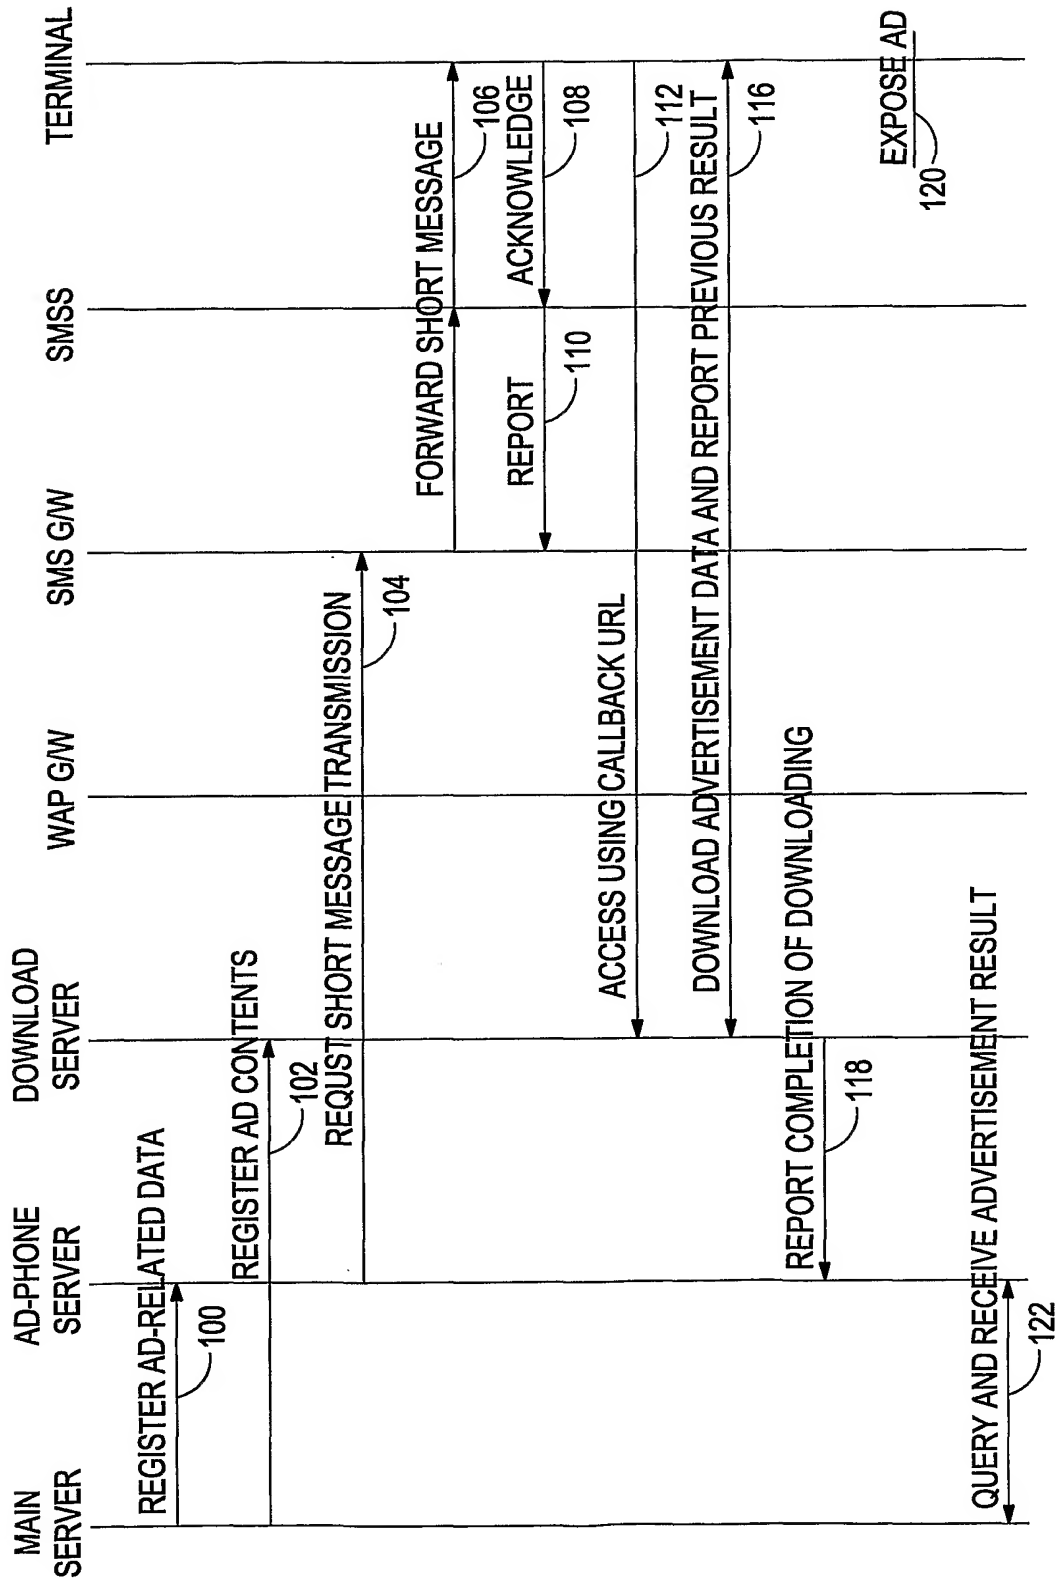 MAIN
SERVER
AD-PHONE
SERVER
DOWNLOAD
SERVER
WAP G/W
SMS G/W
SMSS
TERMINAL
REGISTER AD-RELATED DATA
100
REGISTER AD CONTENTS
102
REQUST SHORT MESSAGE TRANSMISSION
104
FORWARD SHORT MESSAGE
106
ACKNOWLEDGE
108
REPORT
110
ACCESS USING CALLBACK URL
112
DOWNLOAD ADVERTISEMENT DATA AND REPORT PREVIOUS RESULT
116
REPORT COMPLETION OF DOWNLOADING
118
EXPOSE AD
120
QUERY AND RECEIVE ADVERTISEMENT RESULT
122